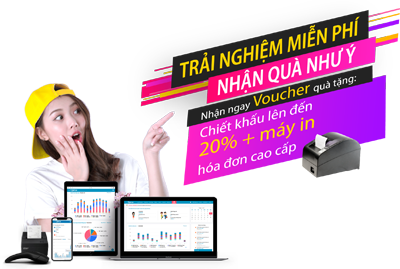 TRẢI NGHIỆM MIỄN PHÍ
NHẬN QUÀ NHƯ Ý
Nhận ngay Voucher quà tặng:
Chiết khấu lên đến
20% + máy in
hóa đơn cao cấp